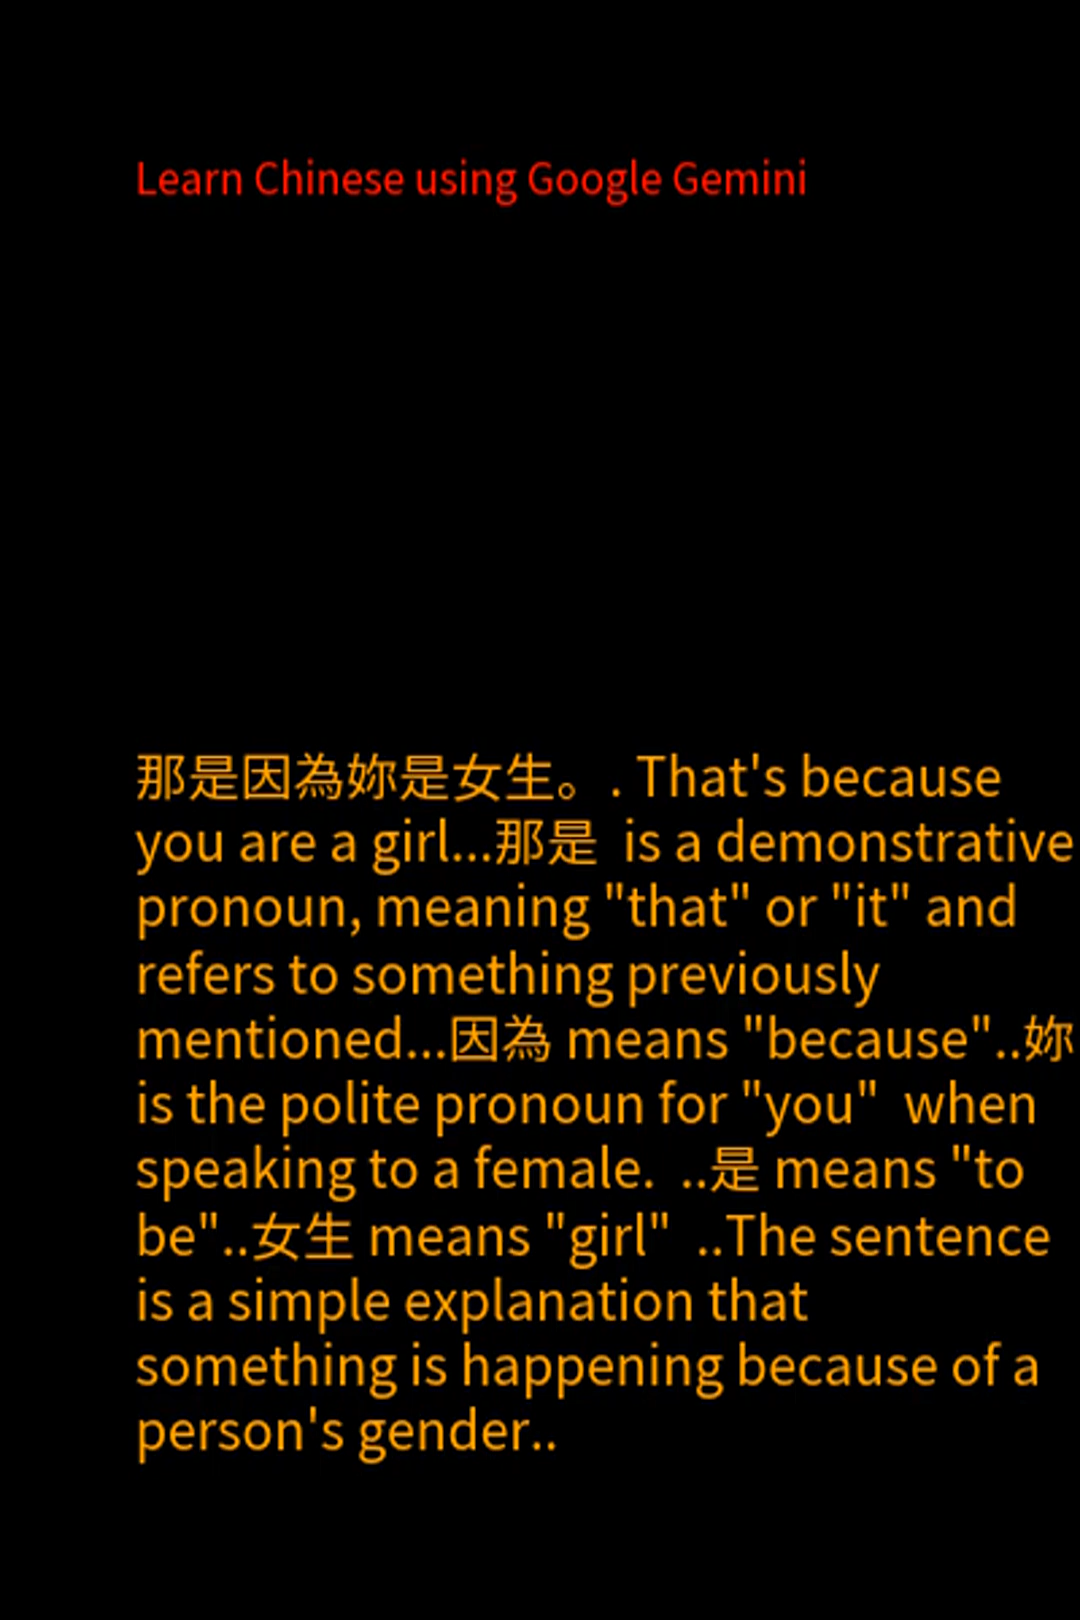 Learn Chinese using Google Gemini
那是因為妳是女生。. That's because
you are a girl...那是 is a demonstrative
pronoun, meaning "that" or "it" and
refers to something previously
mentioned...因為 means "because"..妳
is the polite pronoun for "you" when
speaking to a female. ..是 means "to
be"..女生 means "girl" ..The sentence
is a simple explanation that
something is happening because of a
person's gender..